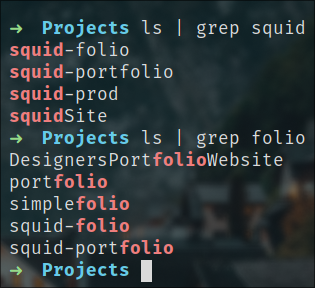 ➜ Projects ls | grep squid
squid-folio
squid-portfolio
squid-prod
squidSite
➜ Projects ls | grep folio
DesignersPortfolioWebsite
portfolio
simplefolio
squid-folio
squid-portfolio
➜ Projects